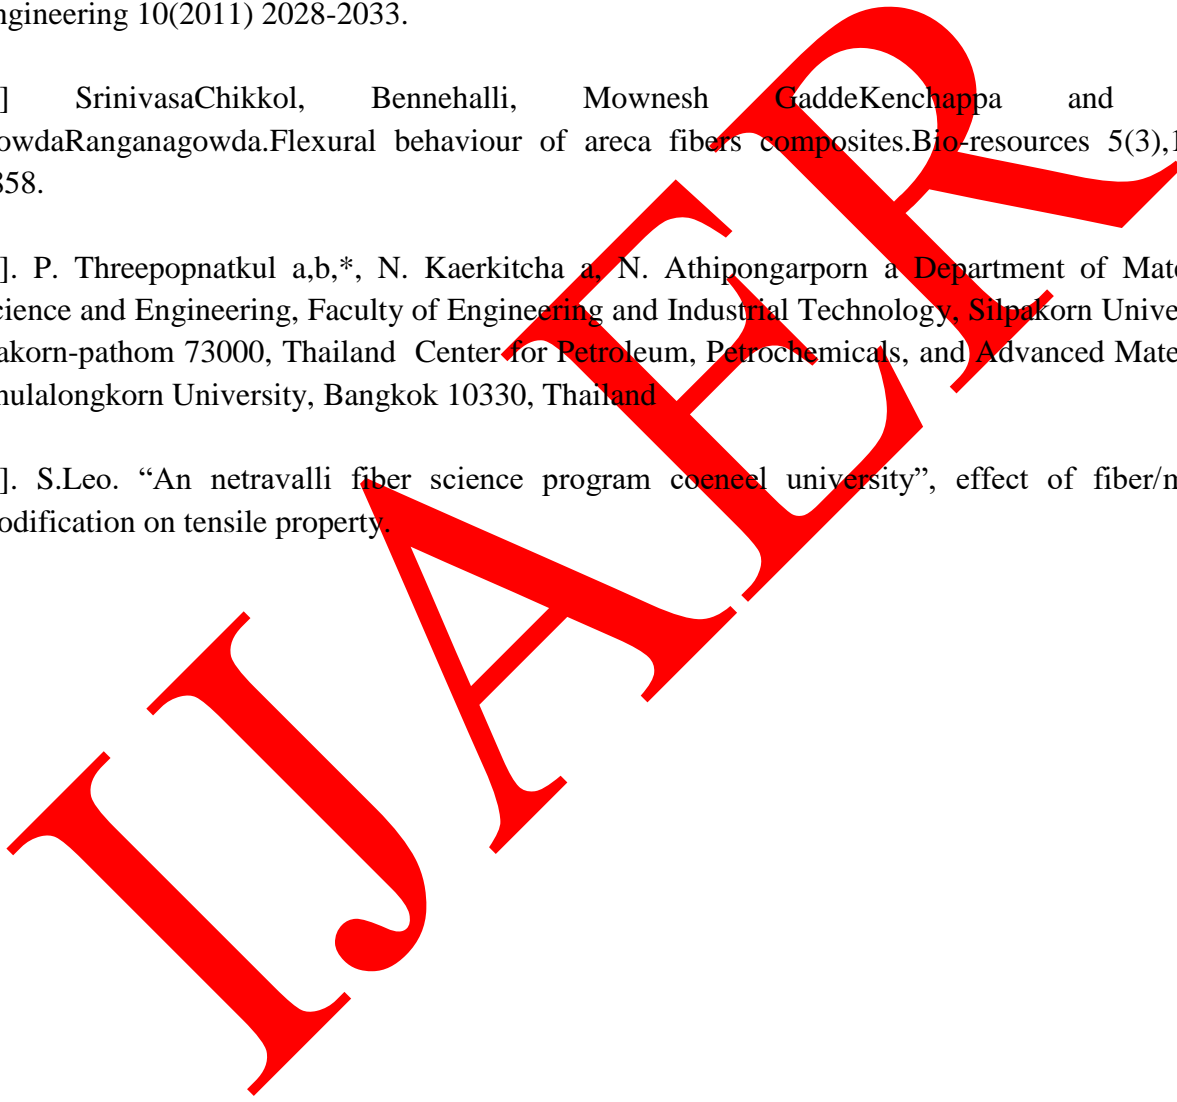 ngineering 10(2011) 2028-2033.
] SrinivasaChikkol, Bennehalli, Mownesh GaddeKenchappa and
owdaRanganagowda.Flexural behaviour of areca fibers composites.Bio-resources 5(3),1
858.
]. P. Threepopnatkul a,b,*, N. Kaerkitcha a, N. Athipongarporn a Department of Mate
cience and Engineering, Faculty of Engineering and Industrial Technology, Silpakorn Unive
akorn-pathom 73000, Thailand Center for Petroleum, Petrochemicals, and Advanced Mate
hulalongkorn University, Bangkok 10330, Thailand
]. S.Leo. “An netravalli fiber science program coeneel university”, effect of fiber/m
odification on tensile property.
IJAER